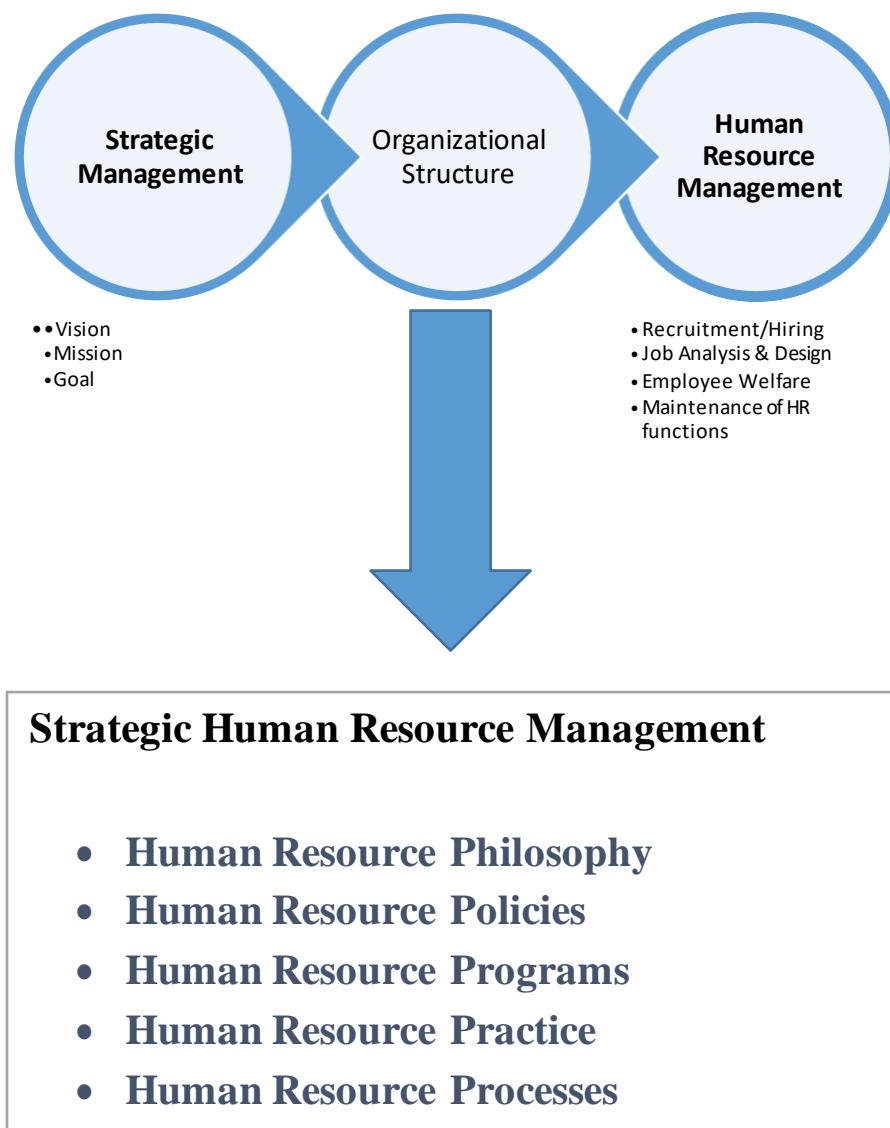 Strategic
Management
Organizational
Structure
Human
Resource
Management
••Vision
•Mission
•Goal
•Recruitment/Hiring
•Job Analysis & Design
•Employee Welfare
•Maintenance of HR
functions
Strategic Human Resource Management
• Human Resource Philosophy
• Human Resource Policies
• Human Resource Programs
• Human Resource Practice
• Human Resource Processes